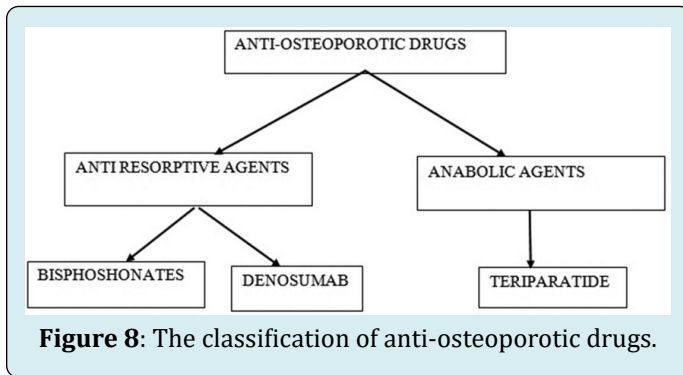 ANTI-OSTEOPOROTIC DRUGS
ANTI RESORPTIVE AGENTS
ANABOLIC AGENTS
BISPHOSHONATES
DENOSUMAB
TERIPARATIDE
Figure 8: The classification of anti-osteoporotic drugs.